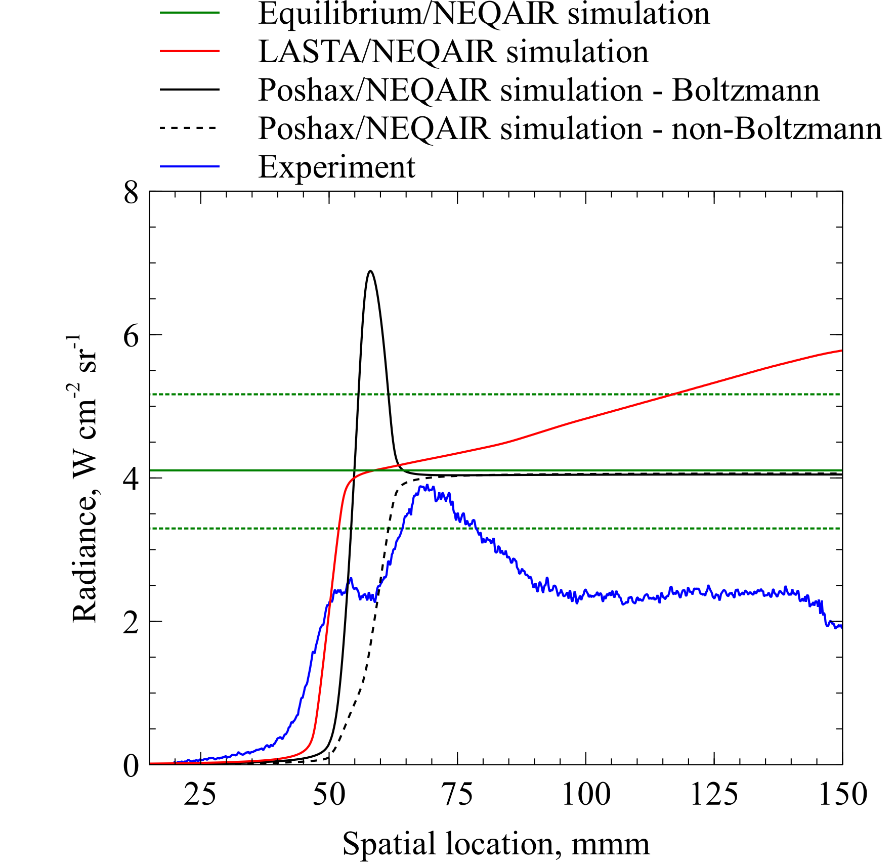 Equilibrium/NEQAIR simulation
LASTA/NEQAIR simulation
Poshax/NEQAIR simulation - Boltzmann
Poshax/NEQAIR simulation - non-Boltzmann
Experiment
8
6
4
2
0
Radiance, W cm⁻² sr⁻¹
25 50 75 100 125 150
Spatial location, mmm